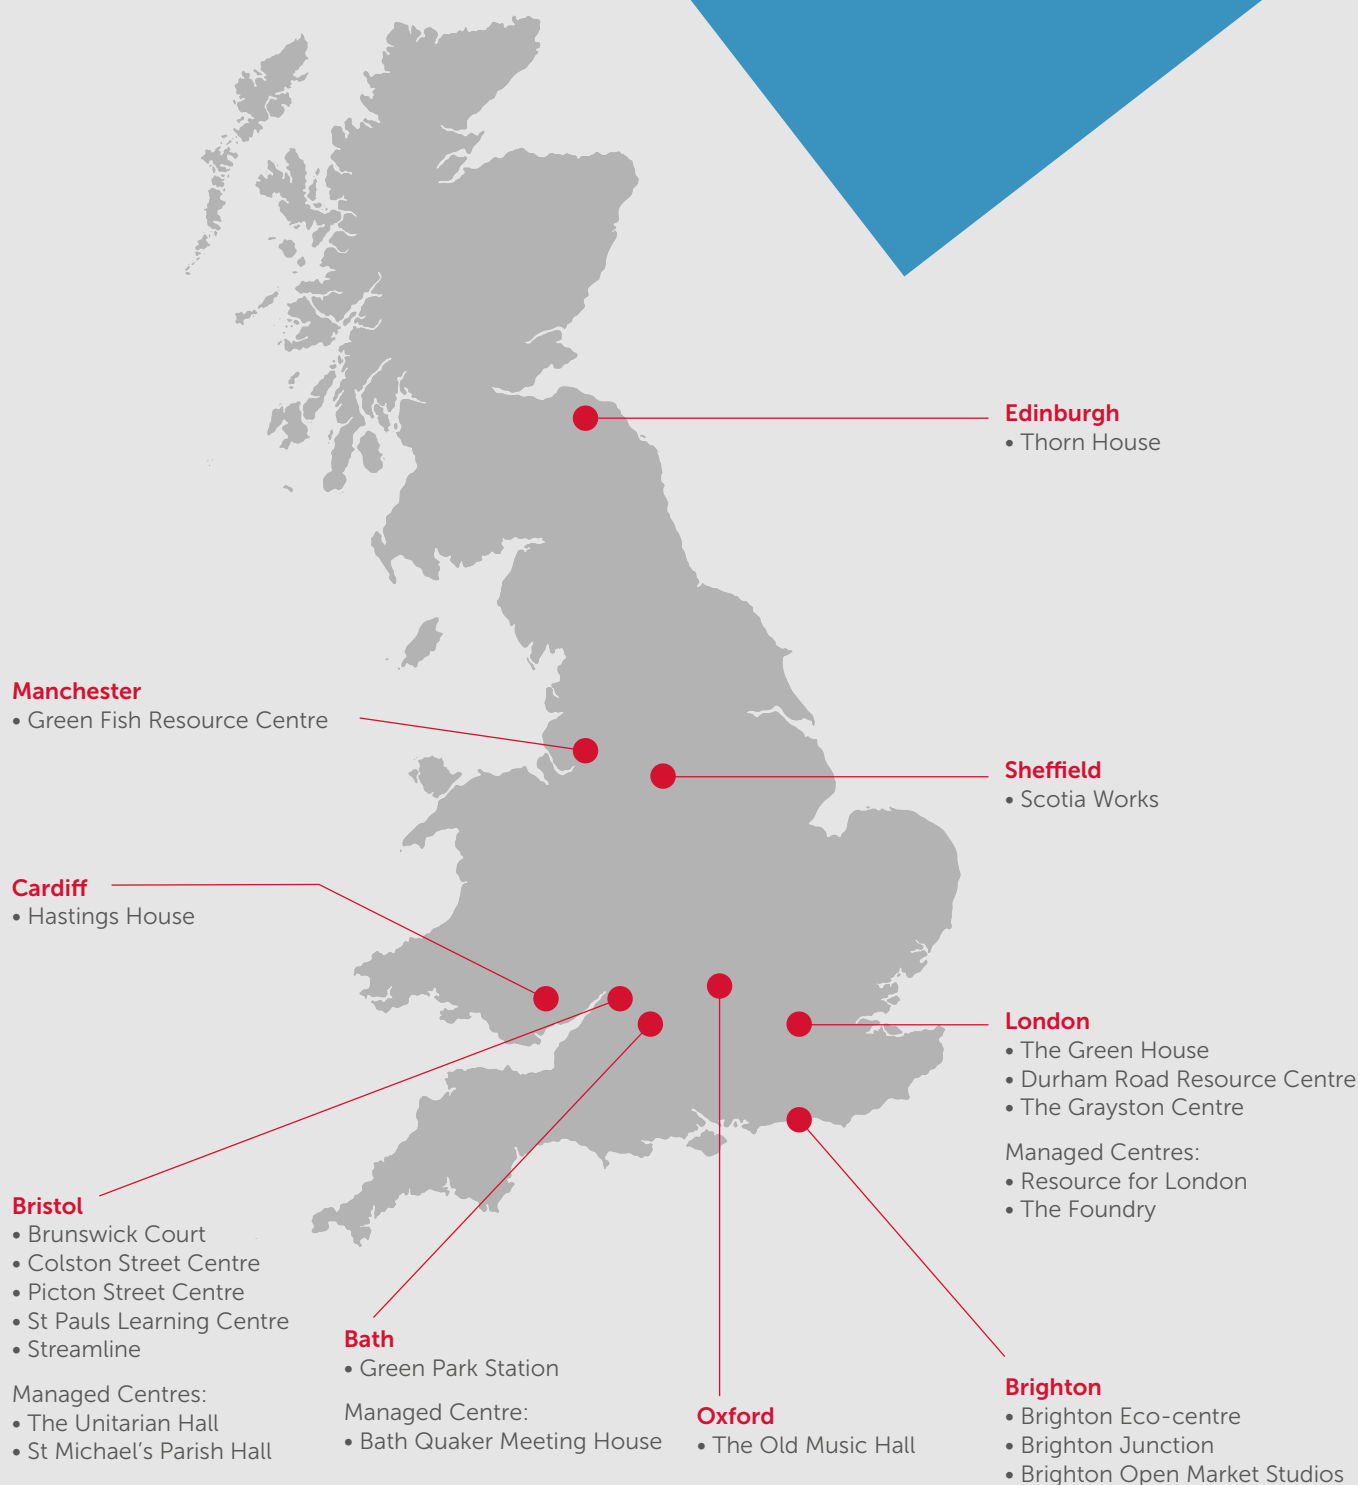 Edinburgh
• Thorn House
Manchester
• Green Fish Resource Centre
Sheffield
• Scotia Works
Cardiff
• Hastings House
London
• The Green House
• Durham Road Resource Centre
• The Grayston Centre
Managed Centres:
• Resource for London
• The Foundry
Bristol
• Brunswick Court
• Colston Street Centre
• Picton Street Centre
• St Pauls Learning Centre
• Streamline
Managed Centres:
• The Unitarian Hall
• St Michael’s Parish Hall
Bath
• Green Park Station
Managed Centre:
• Bath Quaker Meeting House
Oxford
• The Old Music Hall
Brighton
• Brighton Eco-centre
• Brighton Junction
• Brighton Open Market Studios